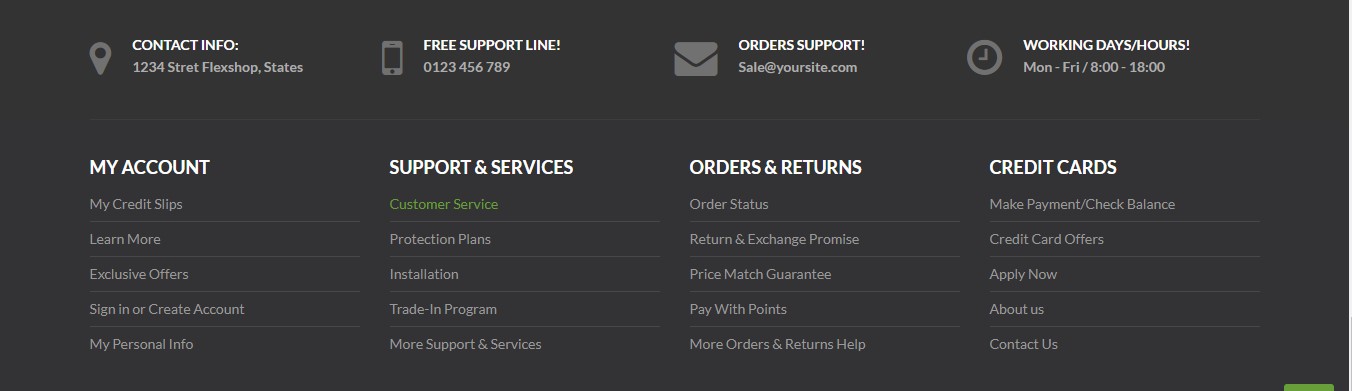 CONTACT INFO:
1234 Stret Flexshop, States
FREE SUPPORT LINE!
0123 456 789
ORDERS SUPPORT!
Sale@yoursite.com
WORKING DAYS/HOURS!
Mon - Fri / 8:00 - 18:00
MY ACCOUNT
My Credit Slips
Learn More
Exclusive Offers
Sign in or Create Account
My Personal Info
SUPPORT & SERVICES
Customer Service
Protection Plans
Installation
Trade-In Program
More Support & Services
ORDERS & RETURNS
Order Status
Return & Exchange Promise
Price Match Guarantee
Pay With Points
More Orders & Returns Help
CREDIT CARDS
Make Payment/Check Balance
Credit Card Offers
Apply Now
About us
Contact Us